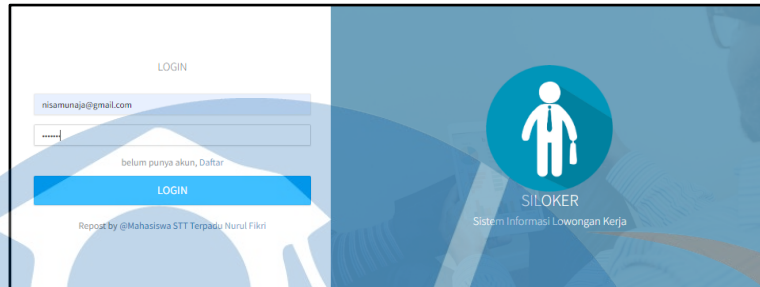 LOGIN
nisamunaja@gmail.com
•••••••
belum punya akun, Daftar
LOGIN
Repost by @Mahasiswa STT Terpadu Nurul Fikri
SILOKER
Sistem Informasi Lowongan Kerja